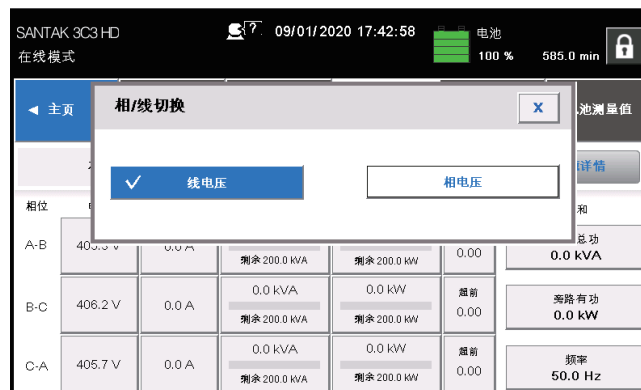 SANTAK 3C3 HD
在线模式
09/01/2020 17:42:58
电池
100 %
585.0 min
◀ 主页
池测量值
相/线切换
x
✓ 线电压
相电压
详情
相位
和
A-B
0.0 A
剩余 200.0 kVA
剩余 200.0 kW
0.00
总功
0.0 kVA
B-C
406.2 V
0.0 A
0.0 kVA
剩余 200.0 kVA
0.0 kW
剩余 200.0 kW
超前
0.00
旁路有功
0.0 kW
C-A
405.7 V
0.0 A
0.0 kVA
剩余 200.0 kVA
0.0 kW
剩余 200.0 kW
超前
0.00
频率
50.0 Hz